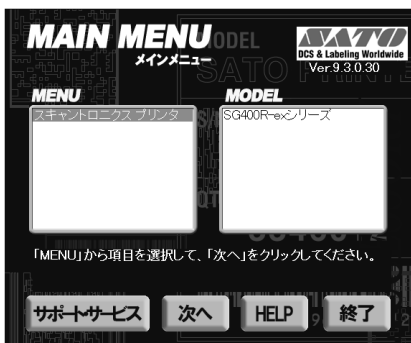 MAIN MENU
メインメニュー
SATO
DCS & Labeling Worldwide
Ver.9.3.0.30
MENU
MODEL
スキャントロニクス プリンタ
SG400R-exシリーズ
「MENU」から項目を選択して、「次へ」をクリックしてください。
サポートサービス
次へ
HELP
終了